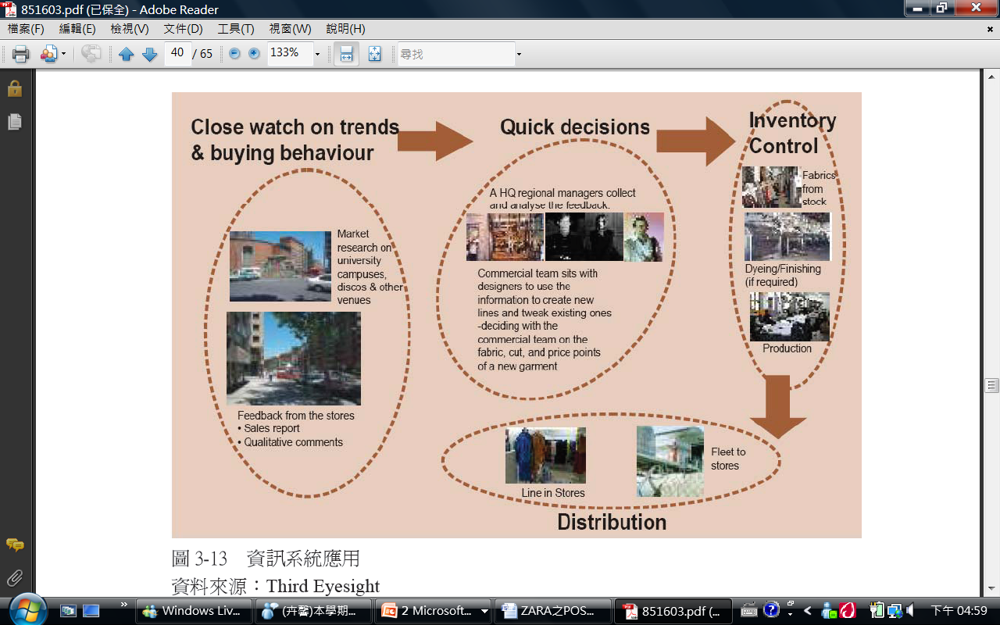 851603.pdf (已保全) - Adobe Reader
檔案(F) 編輯(E) 檢視(V) 文件(D) 工具(T) 視窗(W) 說明(H)
40 / 65 133% 尋找
Close watch on trends
& buying behaviour
Market
research on
university
campuses,
discos & other
venues
Feedback from the stores
• Sales report
• Qualitative comments
Quick decisions
A HQ regional managers collect
and analyse the feedback.
Commercial team sits with
designers to use the
information to create new
lines and tweak existing ones
-deciding with the
commercial team on the
fabric, cut, and price points
of a new garment
Inventory
Control
Fabrics
from
stock
Dyeing/Finishing
(if required)
Production
Line in Stores
Fleet to
stores
Distribution
圖 3-13 資訊系統應用
資料來源：Third Eyesight
Windows Liv... (卉馨)本學期... 2 Microsoft... ZARA之POS... 851603.pdf (... 下午 04:59